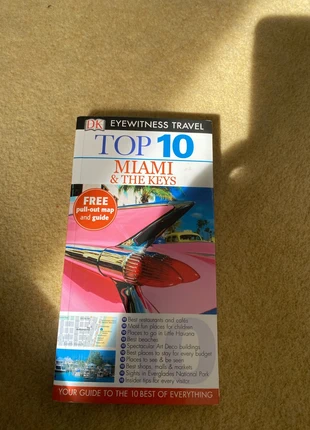 DK EYEWITNESS TRAVEL
TOP 10
MIAMI
& THE KEYS
FREE
pull-out map
and guide
Best restaurants and cafés
Most fun places for children
Places to go in Little Havana
Best beaches
Spectacular Art Deco buildings
Best places to stay for every budget
Places to see & be seen
Best shops, malls & markets
Sights in Everglades National Park
Insider tips for every visitor
YOUR GUIDE TO THE 10 BEST OF EVERYTHING